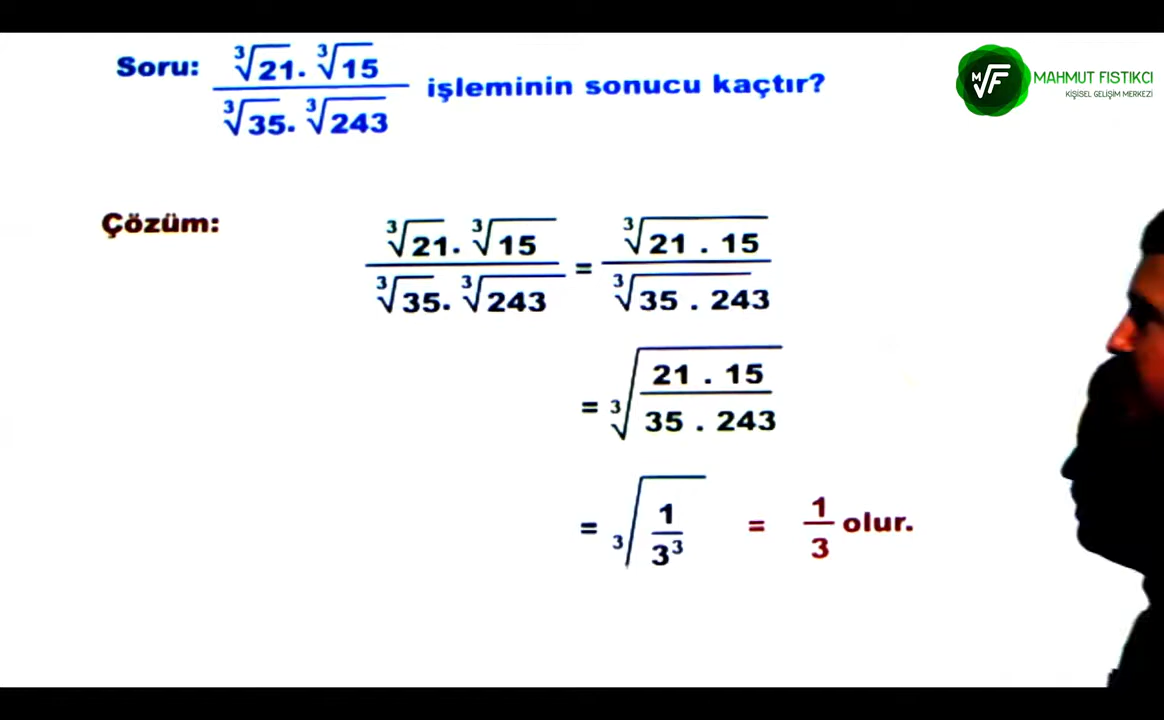 Soru: ∛21. ∛15 / ∛35. ∛243 işleminin sonucu kaçtır?
M√F MAHMUT FISTIKCI
KİŞİSEL GELİŞİM MERKEZİ
Çözüm: ∛21. ∛15 / ∛35. ∛243 = ∛(21 . 15) / ∛(35 . 243)
= ∛(21 . 15 / 35 . 243)
= ∛(1 / 3³) = 1/3 olur.